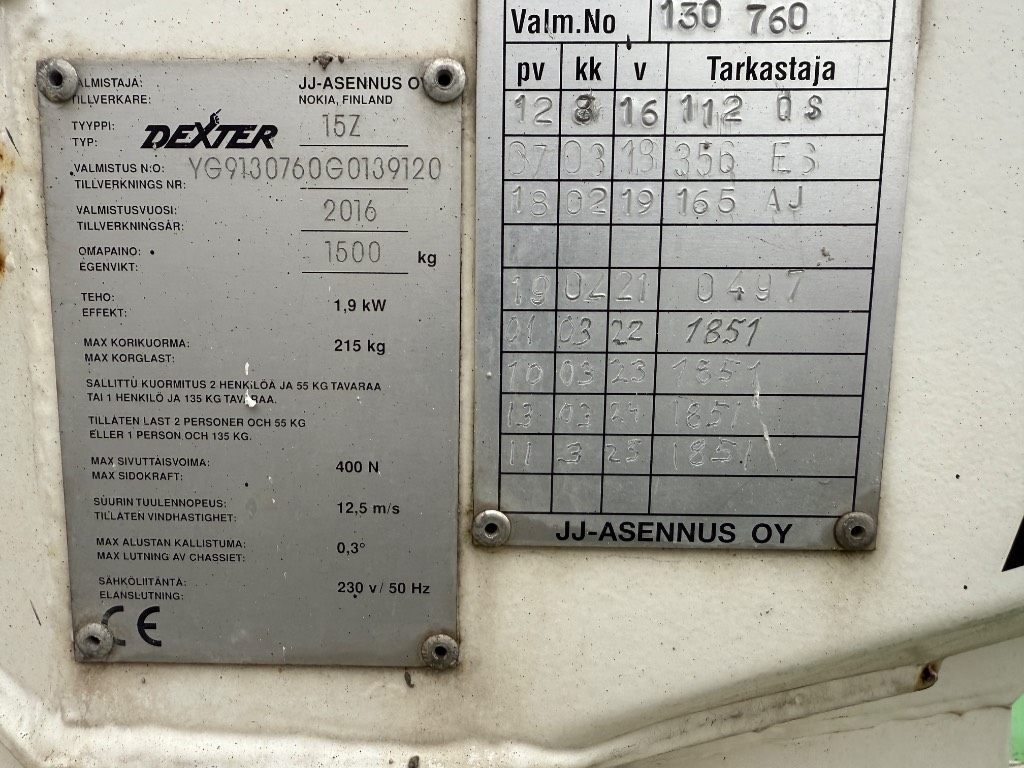 VALMISTAJA: JJ-ASENNUS OY
TILLVERKARE: NOKIA, FINLAND
TYYPPI: DEXTER 15Z
TYP:
VALMISTUS N:O: YG9130760G0139120
TILLVERKNINGS NR:
VALMISTUSVUOSI: 2016
TILLVERKNINGSÅR:
OMAPAINO: 1500 kg
EGENVIKT:
TEHO: 1,9 kW
EFFEKT:
MAX KORIKUORMA: 215 kg
MAX KORGLAST:
SALLITTU KUORMITUS 2 HENKILÖÄ JA 55 KG TAVARAA
TAI 1 HENKILÖ JA 135 KG TAVARAA.
TILLÅTEN LAST 2 PERSONER OCH 55 KG
ELLER 1 PERSON OCH 135 KG.
MAX SIVUTTAISVOIMA: 400 N
MAX SIDOKRAFT:
SUURIN TUULENNOPEUS: 12,5 m/s
TILLÅTEN VINDHASTIGHET:
MAX ALUSTAN KALLISTUMA: 0,3°
MAX LUTNING AV CHASSIET:
SÄHKÖLIITÄNTÄ: 230 v / 50 Hz
ELANSLUTNING:
CE
Valm.No 130 760
pv kk v Tarkastaja
12 8 16 112 OS
03 356 ES
18 02 19 165 AJ
19 04 21 0497
01 03 22 1851
10 03 23 1851
13 03 24 1851
11 3 25 1851
JJ-ASENNUS OY